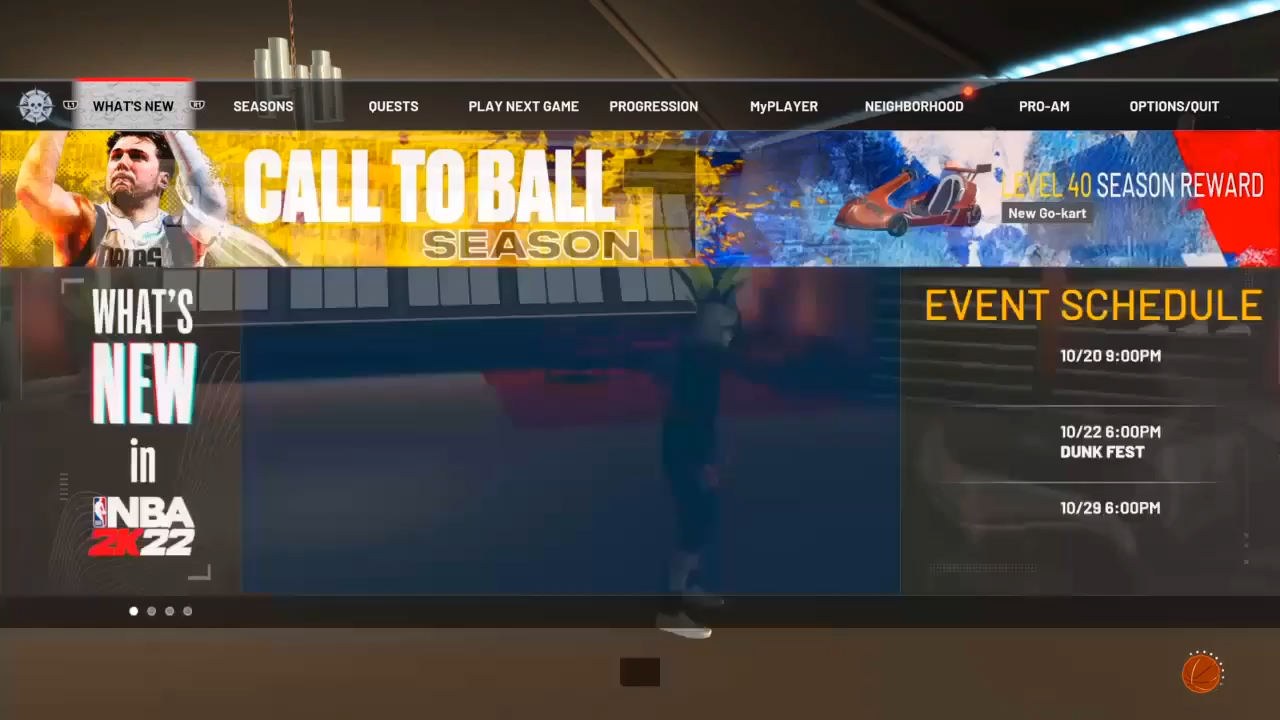 L1
WHAT'S NEW
R1
SEASONS
QUESTS
PLAY NEXT GAME
PROGRESSION
MyPLAYER
NEIGHBORHOOD
PRO-AM
OPTIONS/QUIT
CALL TO BALL
SEASON
LEVEL 40 SEASON REWARD
New Go-kart
WHAT'S
NEW
in
NBA
2K22
EVENT SCHEDULE
10/20 9:00PM
10/22 6:00PM
DUNK FEST
10/29 6:00PM